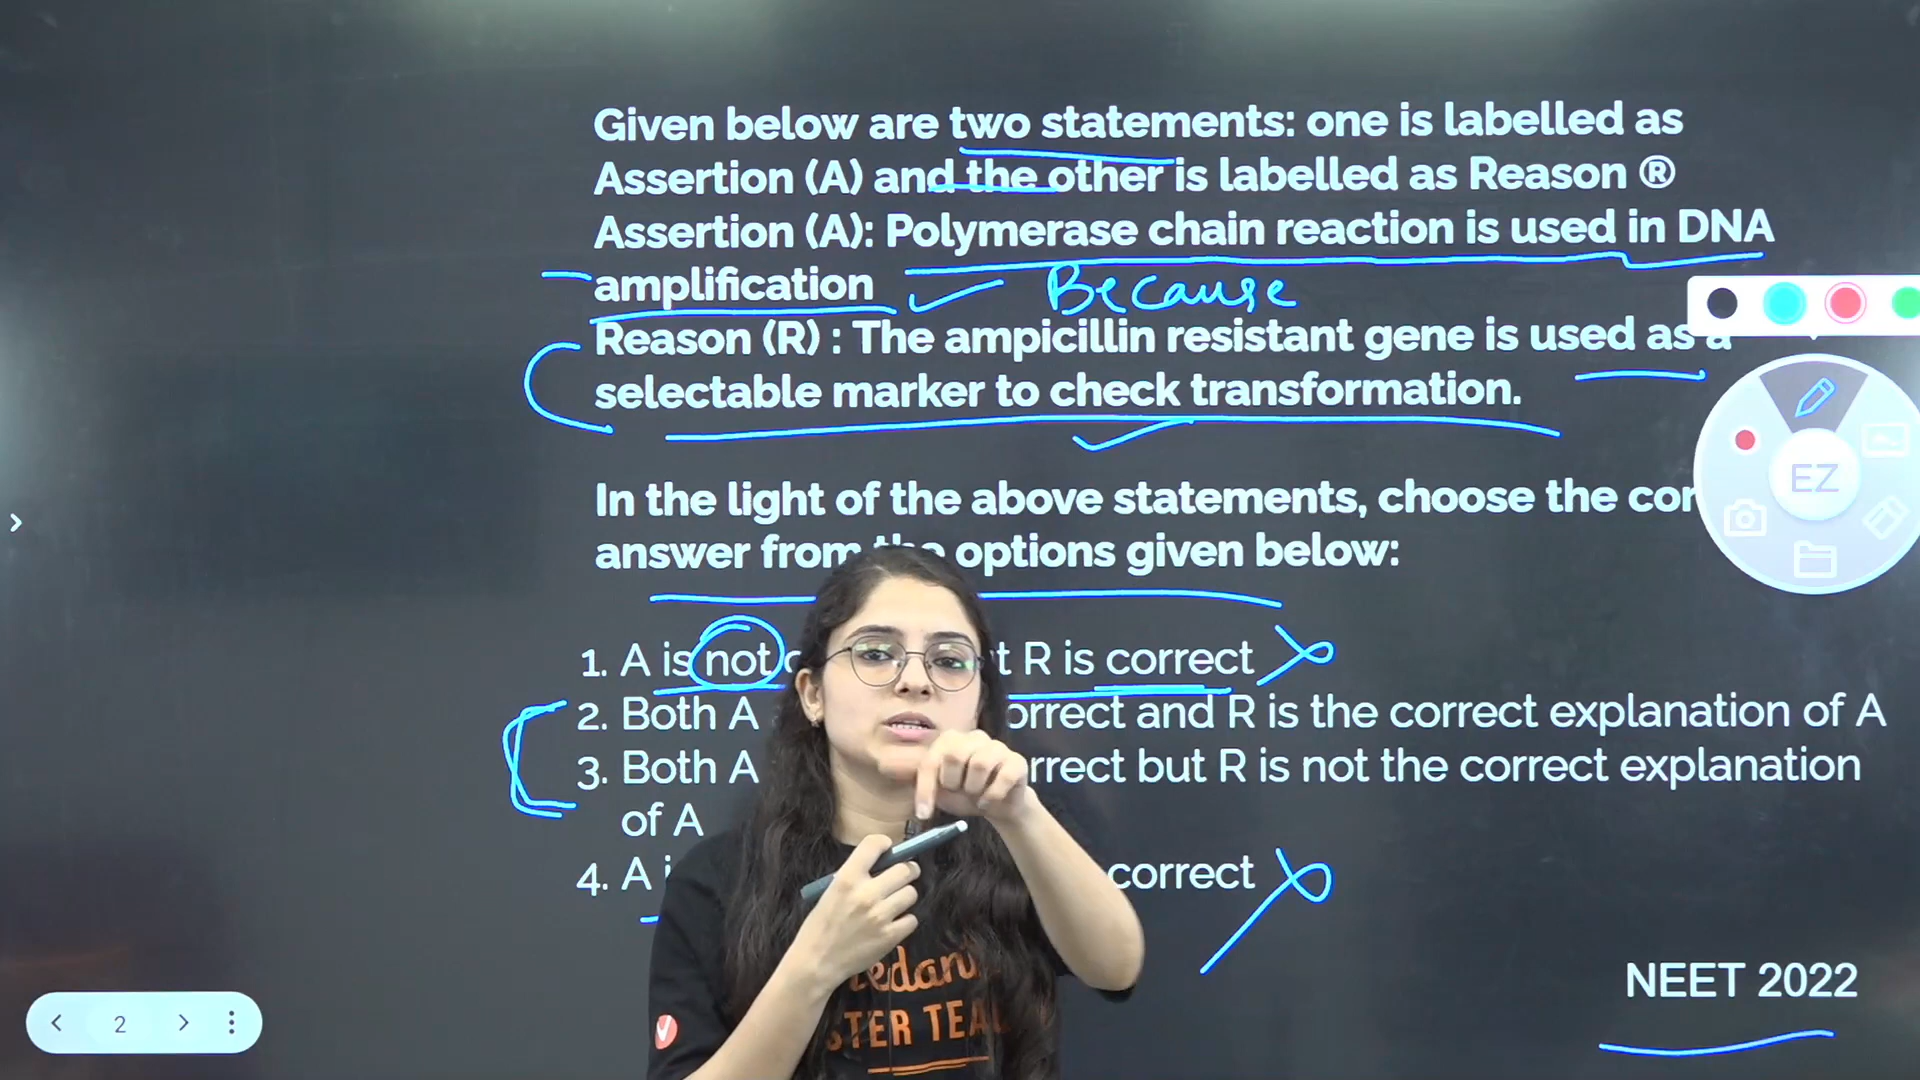 Given below are two statements: one is labelled as
Assertion (A) and the other is labelled as Reason ®
Assertion (A): Polymerase chain reaction is used in DNA
amplification
Because
Reason (R) : The ampicillin resistant gene is used as a
selectable marker to check transformation.
In the light of the above statements, choose the
answer from the options given below:
1. A is not R is correct
2. Both A correct and R is the correct explanation of A
3. Both A but R is not the correct explanation
of A
4. A correct
EZ
NEET 2022
2